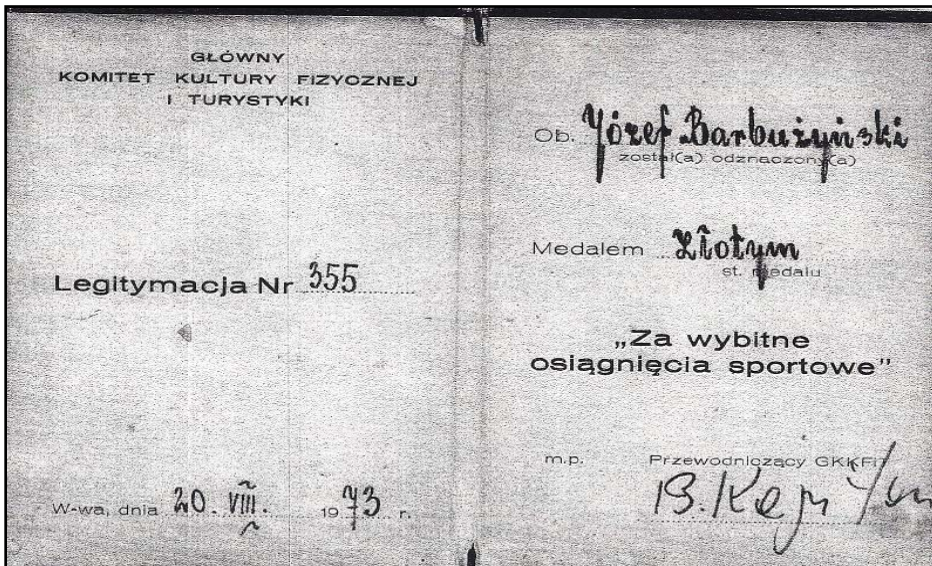 GŁÓWNY
KOMITET KULTURY FIZYCZNEJ
I TURYSTYKI
Legitymacja Nr 355
W-wa, dnia 20. VIII. 1973 r.
Ob. Józef Barbużyński
został(a) odznaczony(a)
Medalem złotym
st. medalu
„Za wybitne
osiągnięcia sportowe”
m.p. Przewodniczący GKKFiT
B.